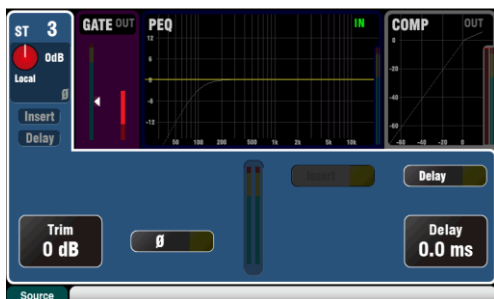 ST 3
0dB
Local
Ø
Insert
Delay
GATE OUT
PEQ IN
12
6
0
-6
-12
50 100 200 500 1k 2k 5k 10k
COMP OUT
0
-20
-40
-60
-60 -40 -20 0
Insert
Delay
Trim
0 dB
Ø
Delay
0.0 ms
Source